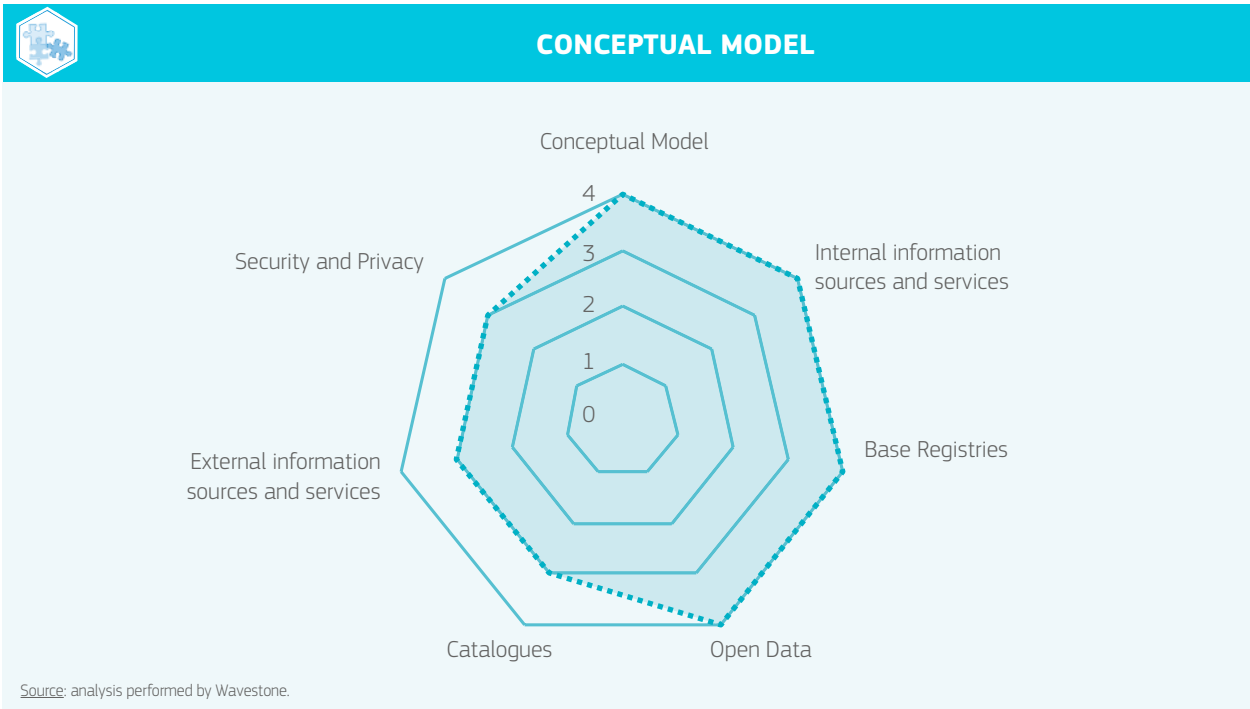 CONCEPTUAL MODEL
Conceptual Model
4
3
2
1
0
Internal information
sources and services
Base Registries
Open Data
Catalogues
External information
sources and services
Security and Privacy
Source: analysis performed by Wavestone.